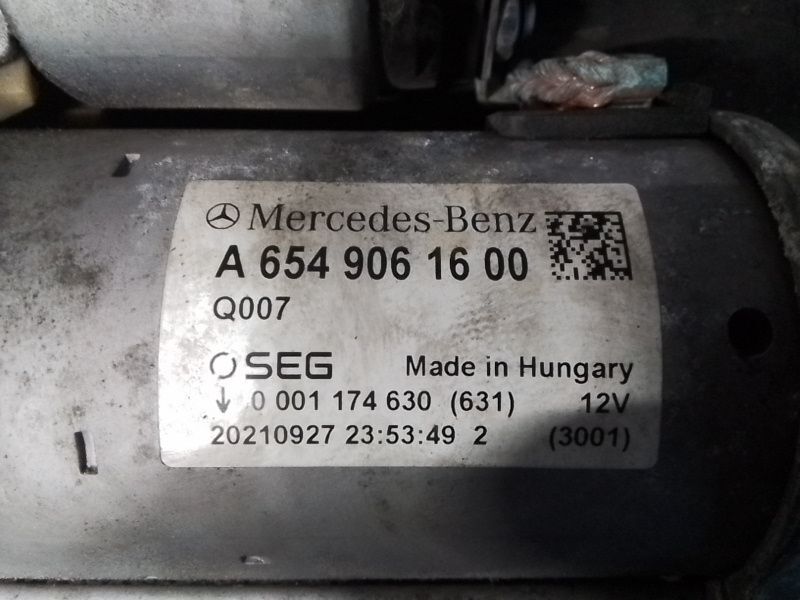 Mercedes-Benz
A 654 906 16 00
Q007
SEG Made in Hungary
↓ 0 001 174 630 (631) 12V
20210927 23:53:49 2 (3001)